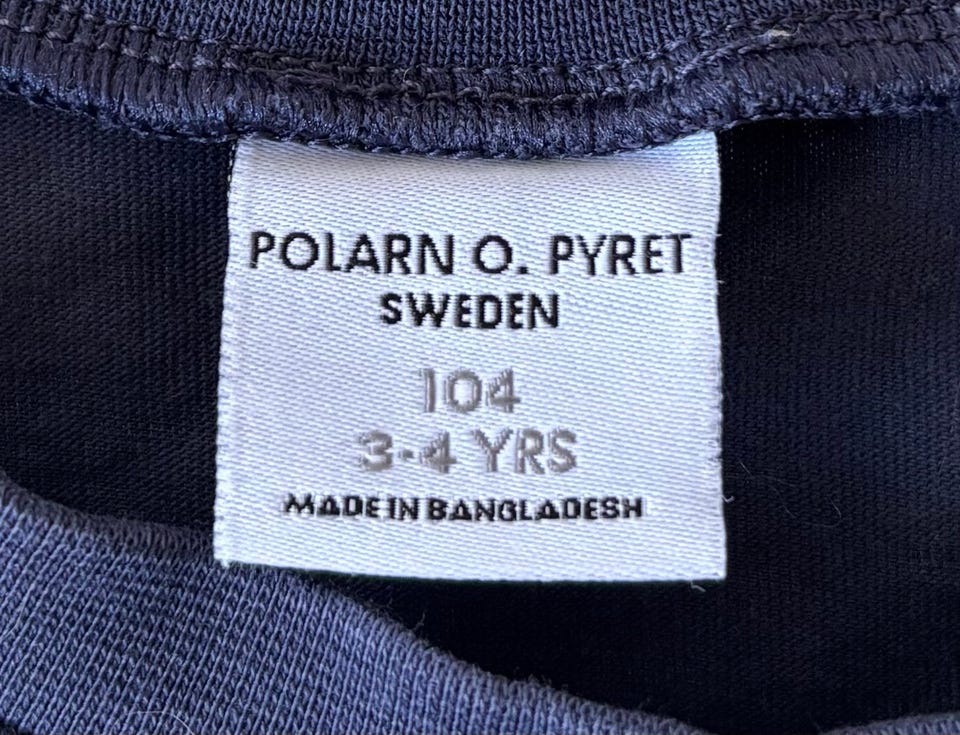 POLARN O. PYRET
SWEDEN
104
3-4 YRS
MADE IN BANGLADESH